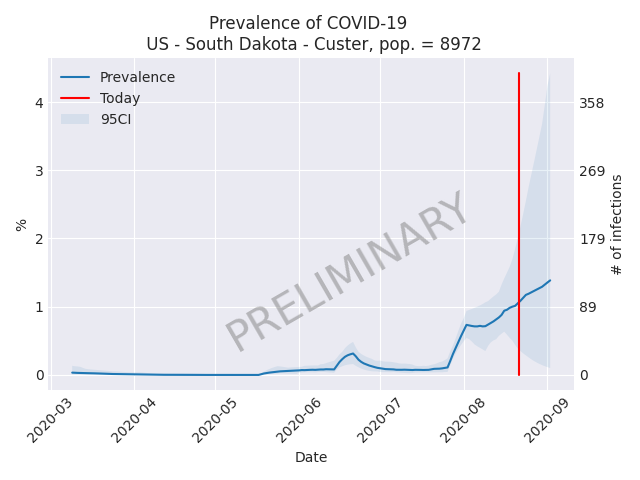 Prevalence of COVID-19
US - South Dakota - Custer, pop. = 8972
Prevalence
Today
95CI
PRELIMINARY
%
4
3
2
1
0
# of infections
358
269
179
89
0
2020-03
2020-04
2020-05
2020-06
2020-07
2020-08
2020-09
Date